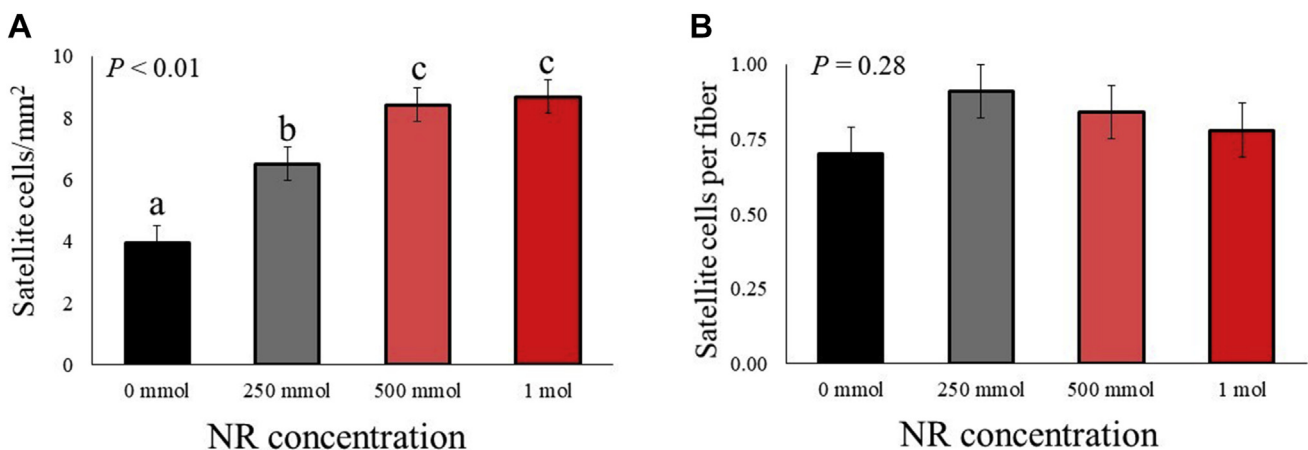 A
P < 0.01
Satellite cells/mm²
10
8
6
4
2
0
a
b
c
c
0 mmol
250 mmol
500 mmol
1 mol
NR concentration
B
P = 0.28
Satellite cells per fiber
1.00
0.75
0.50
0.25
0.00
0 mmol
250 mmol
500 mmol
1 mol
NR concentration